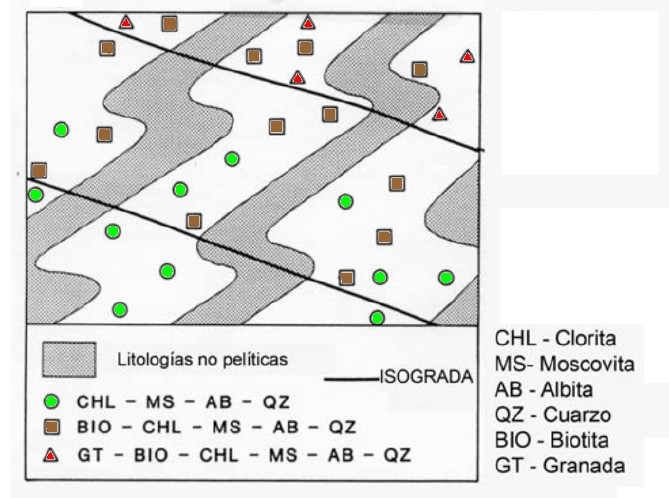 Litologías no pelíticas
ISOGRADA
CHL - MS - AB - QZ
BIO - CHL - MS - AB - QZ
GT - BIO - CHL - MS - AB - QZ
CHL - Clorita
MS- Moscovita
AB - Albita
QZ - Cuarzo
BIO - Biotita
GT - Granada